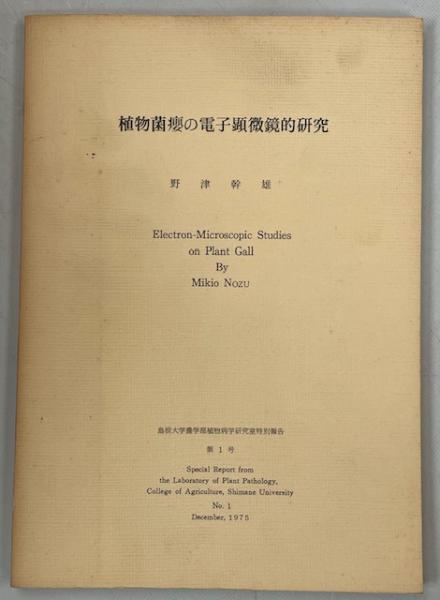 植物菌癭の電子顕微鏡的研究
野津幹雄
Electron-Microscopic Studies
on Plant Gall
By
Mikio NOZU
島根大学農学部植物病学研究室特別報告
第1号
Special Report from
the Laboratory of Plant Pathology,
College of Agriculture, Shimane University
No. 1
December, 1975